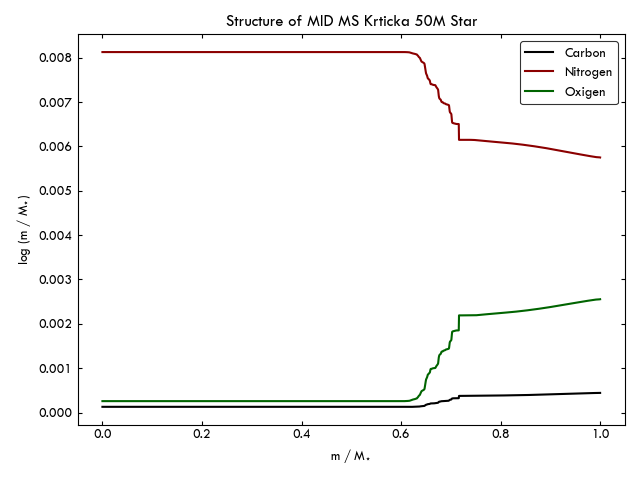 Structure of MID MS Krticka 50M Star
log (m / M.)
0.008
0.007
0.006
0.005
0.004
0.003
0.002
0.001
0.000
Carbon
Nitrogen
Oxigen
0.0 0.2 0.4 0.6 0.8 1.0
m / M.